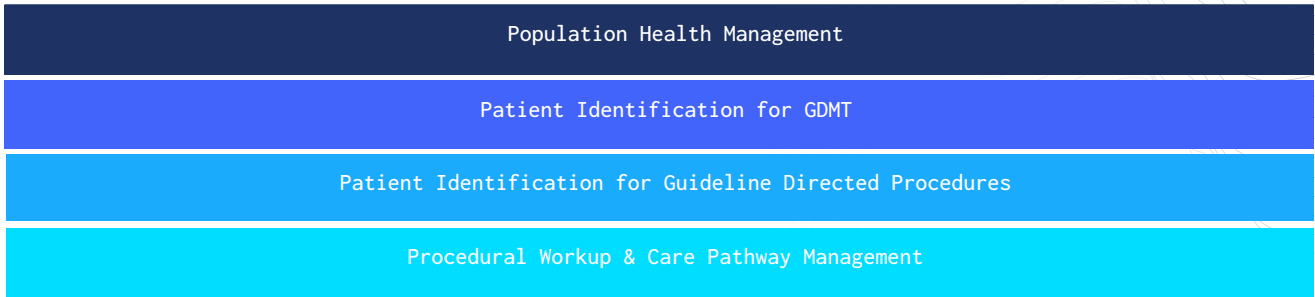 Population Health Management
Patient Identification for GDMT
Patient Identification for Guideline Directed Procedures
Procedural Workup & Care Pathway Management